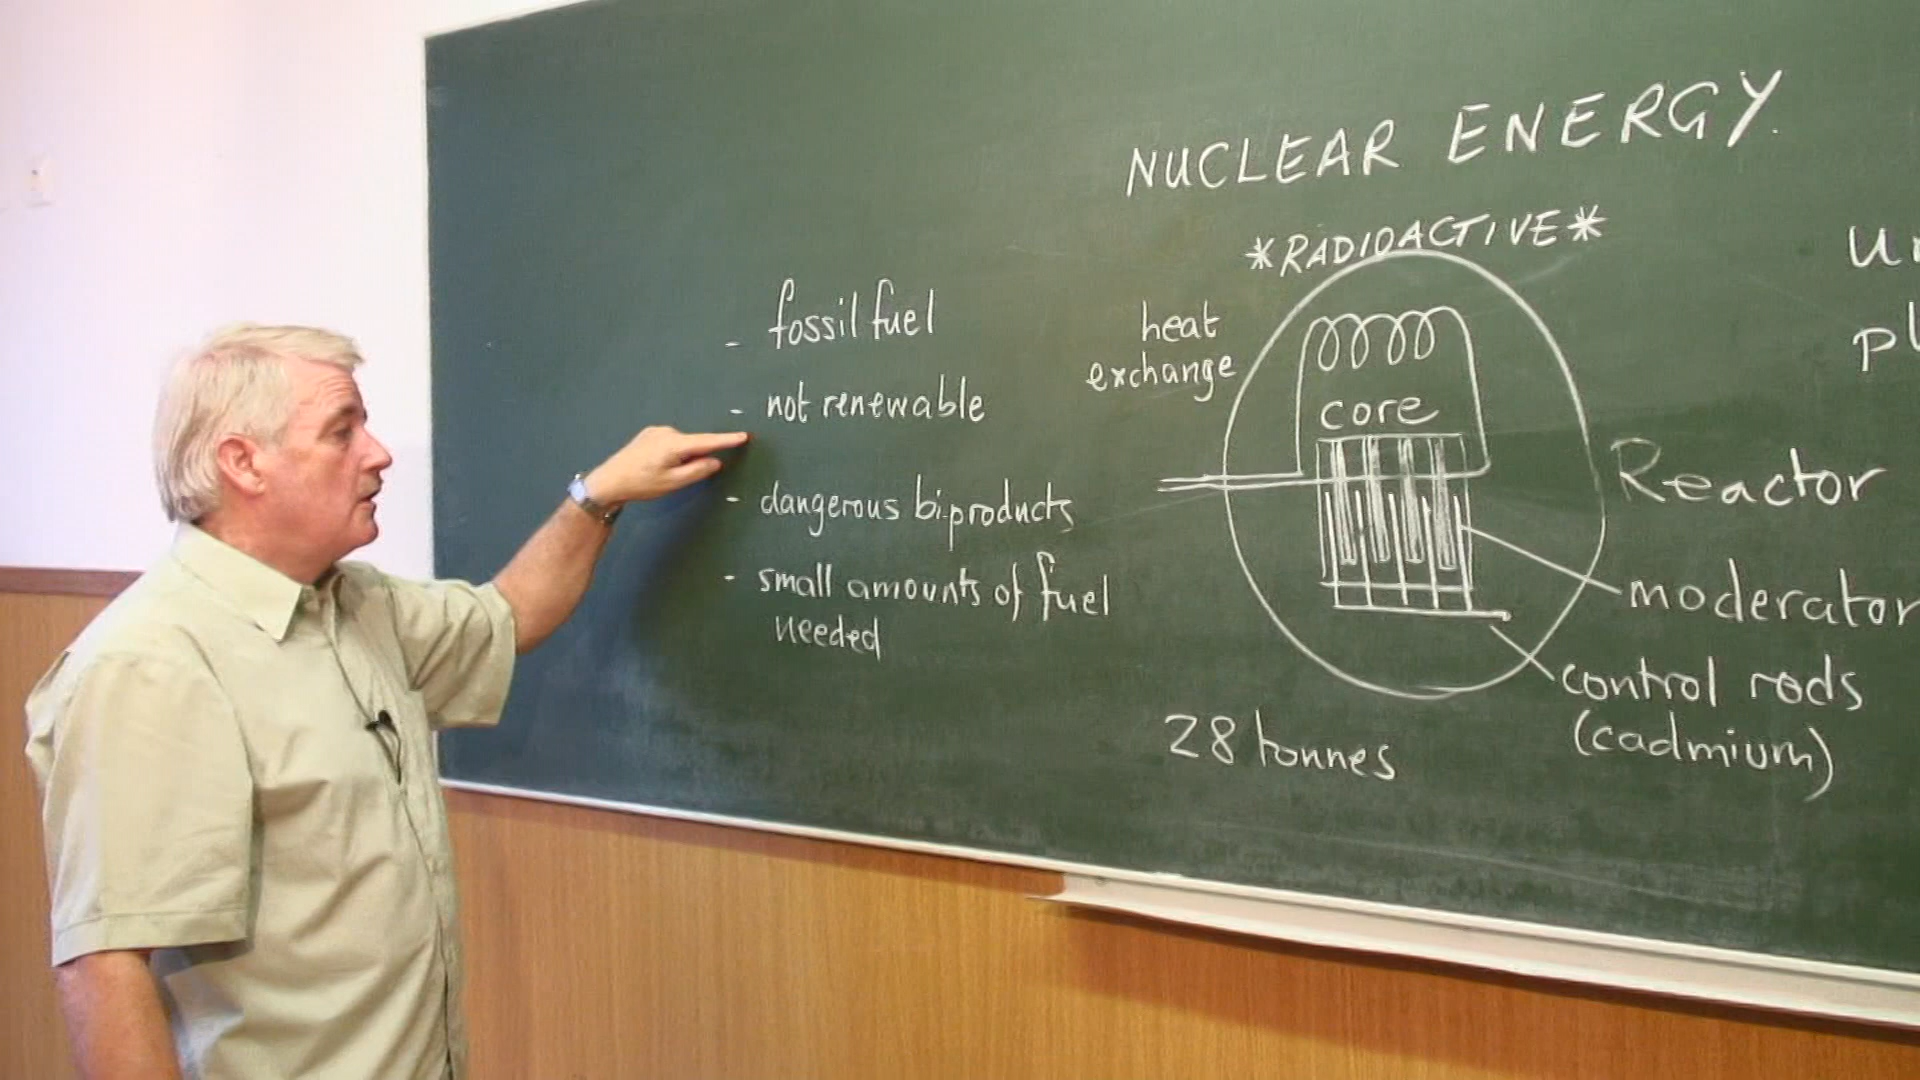 NUCLEAR ENERGY.
*RADIOACTIVE*
- fossil fuel
- not renewable
- dangerous bi-products
- small amounts of fuel
needed
heat
exchange
core
Reactor
moderator
control rods
(cadmium)
28 tonnes